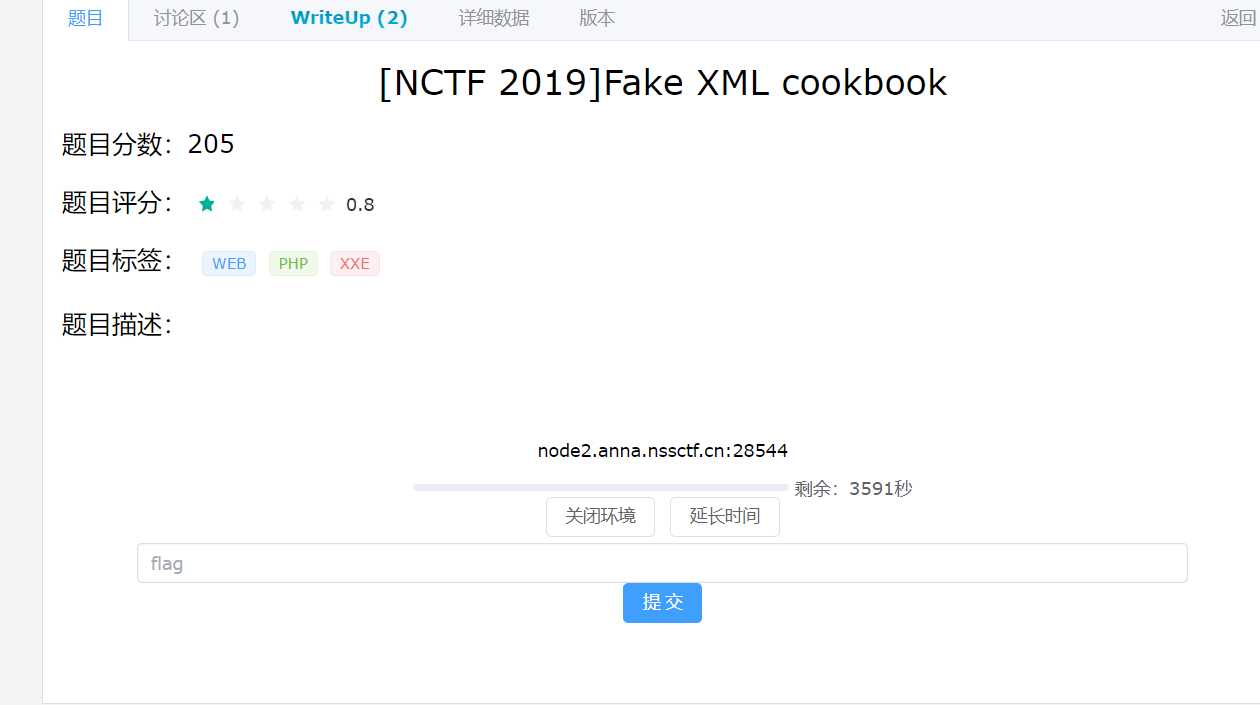 题目 讨论区 (1) WriteUp (2) 详细数据 版本 返回
[NCTF 2019]Fake XML cookbook
题目分数：205
题目评分： 0.8
题目标签： WEB PHP XXE
题目描述：
node2.anna.nssctf.cn:28544
剩余：3591秒
关闭环境 延长时间
flag
提交